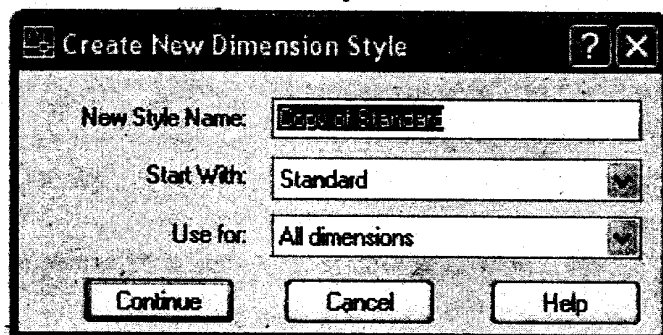 Create New Dimension Style
New Style Name: Copy of Standard
Start With: Standard
Use for: All dimensions
Continue Cancel Help